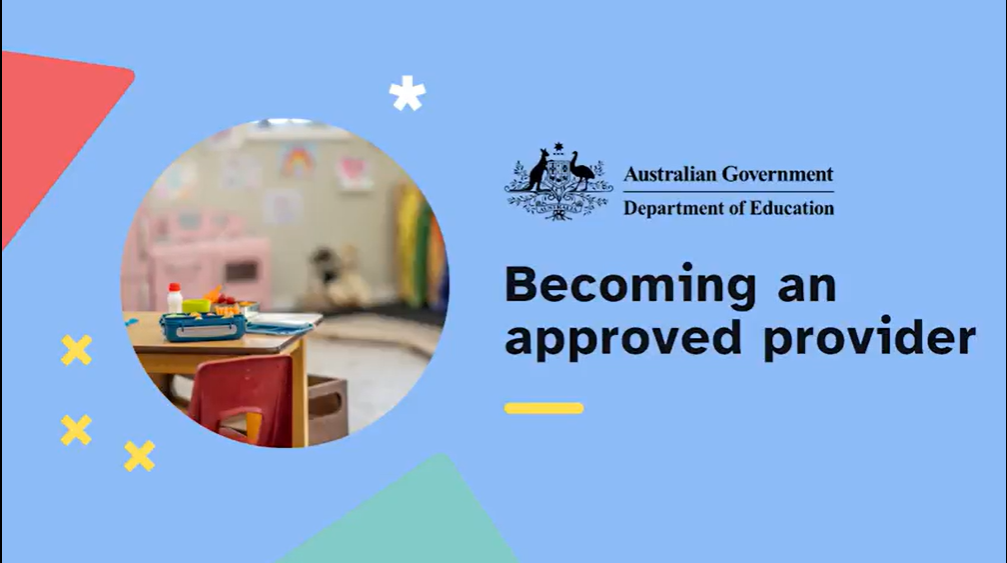 Australian Government
Department of Education
Becoming an
approved provider